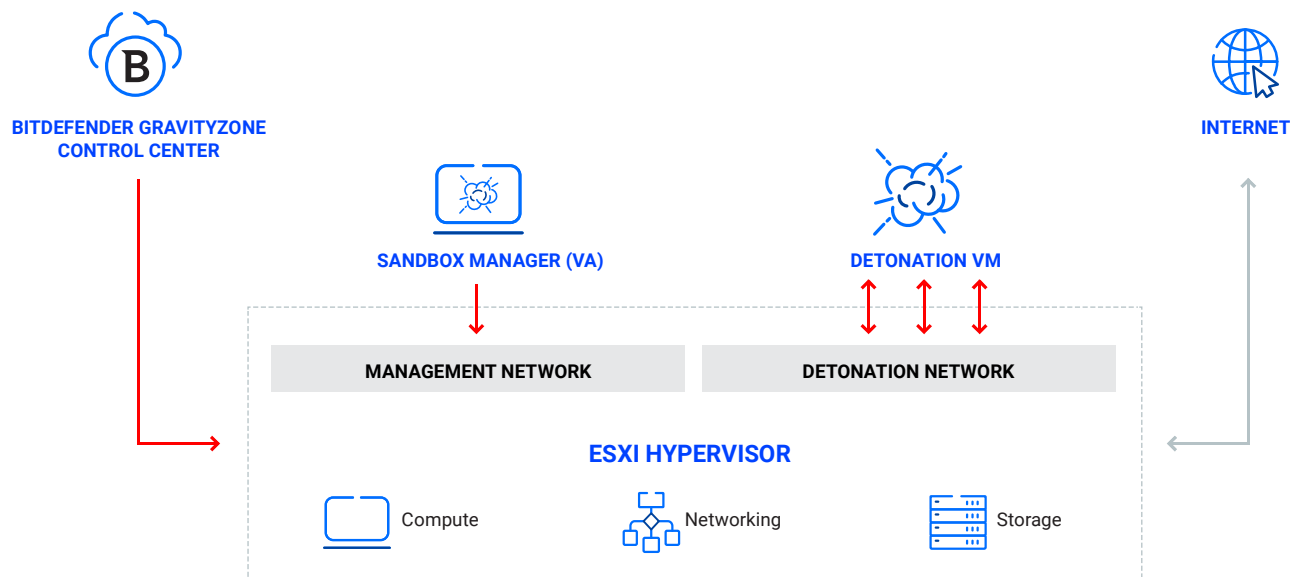 B
BITDEFENDER GRAVITYZONE
CONTROL CENTER
INTERNET
SANDBOX MANAGER (VA)
DETONATION VM
MANAGEMENT NETWORK
DETONATION NETWORK
ESXI HYPERVISOR
Compute
Networking
Storage